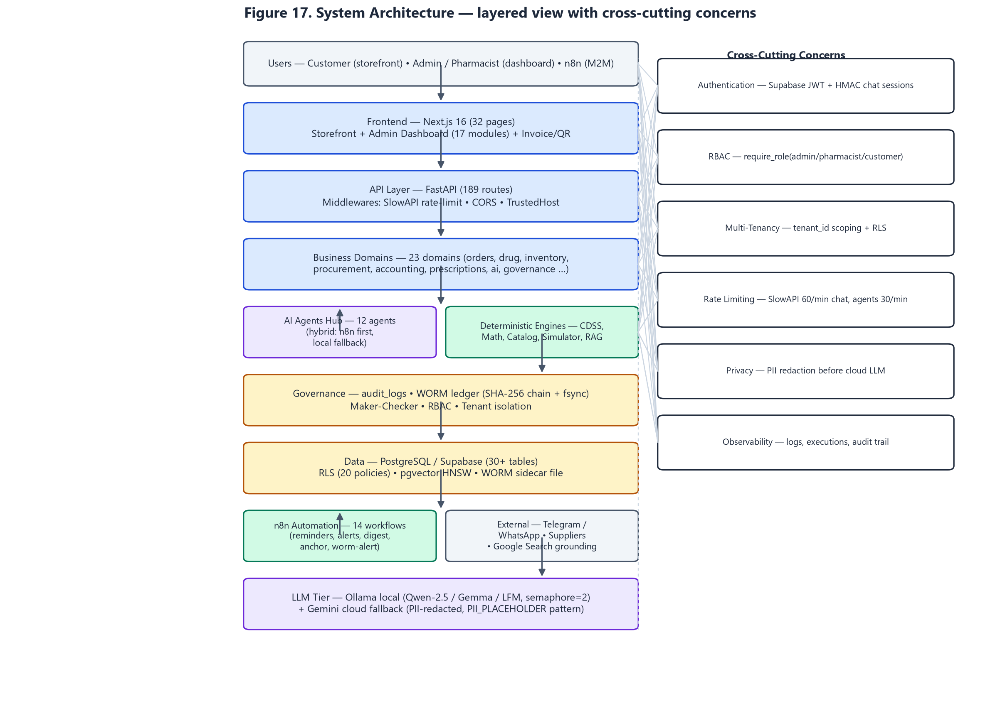 Figure 17. System Architecture — layered view with cross-cutting concerns
Users — Customer (storefront) • Admin / Pharmacist (dashboard) • n8n (M2M)
Frontend — Next.js 16 (32 pages)
Storefront + Admin Dashboard (17 modules) + Invoice/QR
API Layer — FastAPI (189 routes)
Middlewares: SlowAPI rate-limit • CORS • TrustedHost
Business Domains — 23 domains (orders, drug, inventory,
procurement, accounting, prescriptions, ai, governance ...)
AI Agents Hub — 12 agents
(hybrid: n8n first,
local fallback)
Deterministic Engines — CDSS,
Math, Catalog, Simulator, RAG
Governance — audit_logs • WORM ledger (SHA-256 chain + fsync)
Maker-Checker • RBAC • Tenant isolation
Data — PostgreSQL / Supabase (30+ tables)
RLS (20 policies) • pgvector HNSW • WORM sidecar file
n8n Automation — 14 workflows
(reminders, alerts, digest,
anchor, worm-alert)
External — Telegram /
WhatsApp • Suppliers
• Google Search grounding
LLM Tier — Ollama local (Qwen-2.5 / Gemma / LFM, semaphore=2)
+ Gemini cloud fallback (PII-redacted, PII_PLACEHOLDER pattern)
Cross-Cutting Concerns
Authentication — Supabase JWT + HMAC chat sessions
RBAC — require_role(admin/pharmacist/customer)
Multi-Tenancy — tenant_id scoping + RLS
Rate Limiting — SlowAPI 60/min chat, agents 30/min
Privacy — PII redaction before cloud LLM
Observability — logs, executions, audit trail